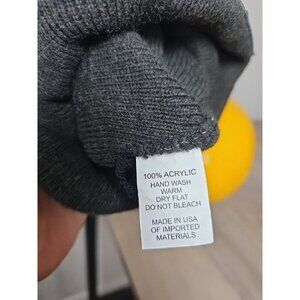 100% ACRYLIC
HAND WASH
WARM
DRY FLAT
DO NOT BLEACH
MADE IN USA
OF IMPORTED
MATERIALS